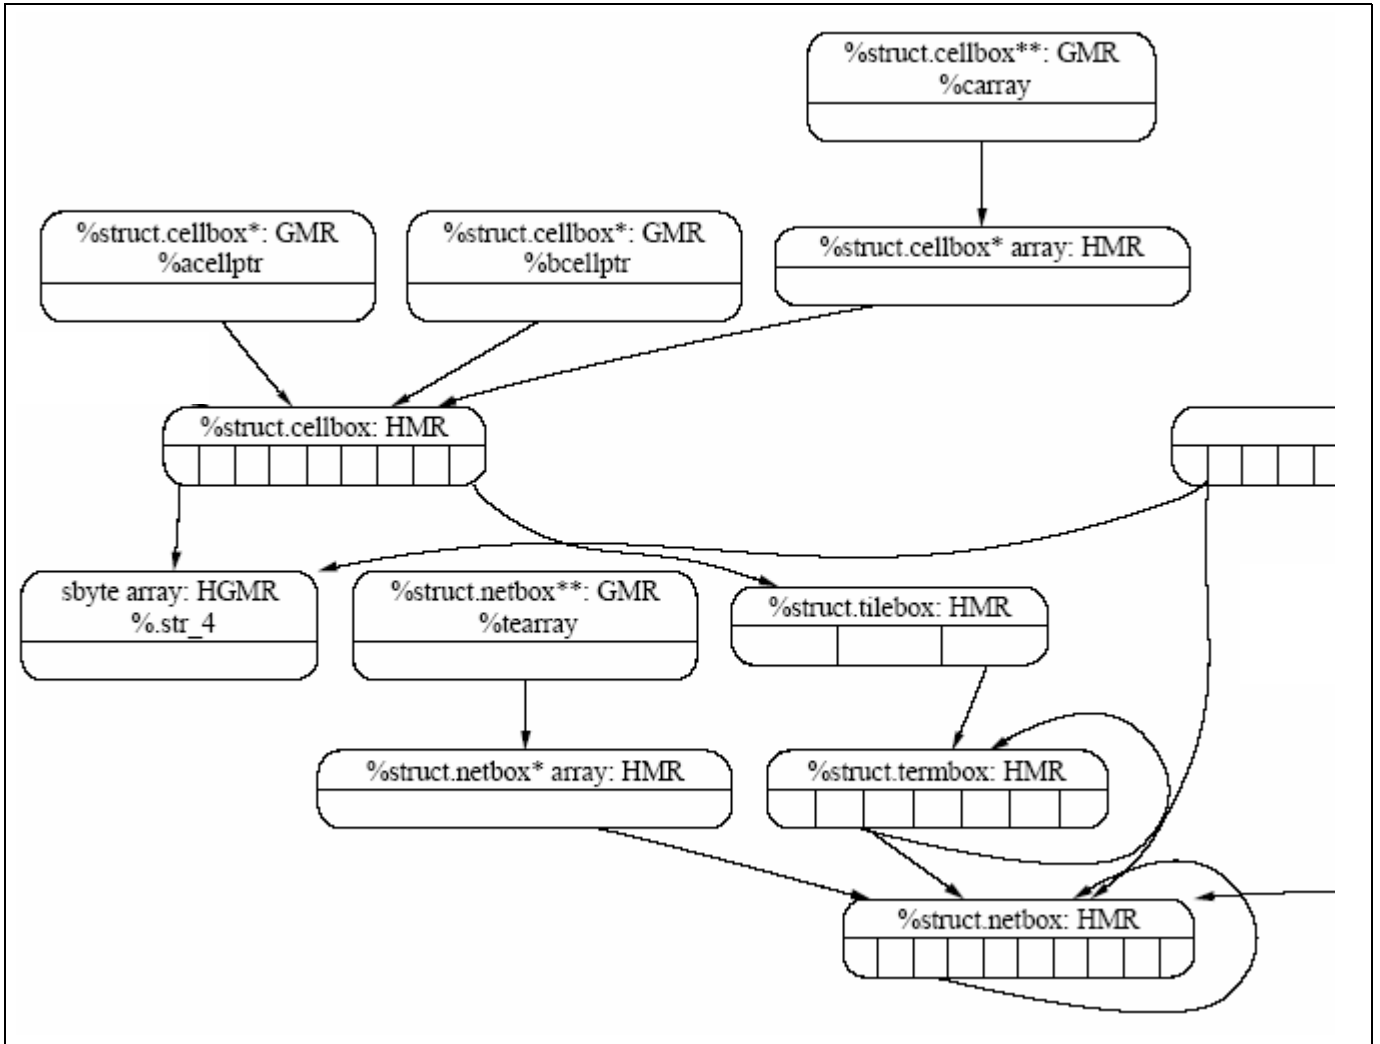 %struct.cellbox**: GMR
%carray
%struct.cellbox*: GMR
%acellptr
%struct.cellbox*: GMR
%bcellptr
%struct.cellbox* array: HMR
%struct.cellbox: HMR
sbyte array: HGMR
%.str_4
%struct.netbox**: GMR
%tearray
%struct.tilebox: HMR
%struct.netbox* array: HMR
%struct.termbox: HMR
%struct.netbox: HMR